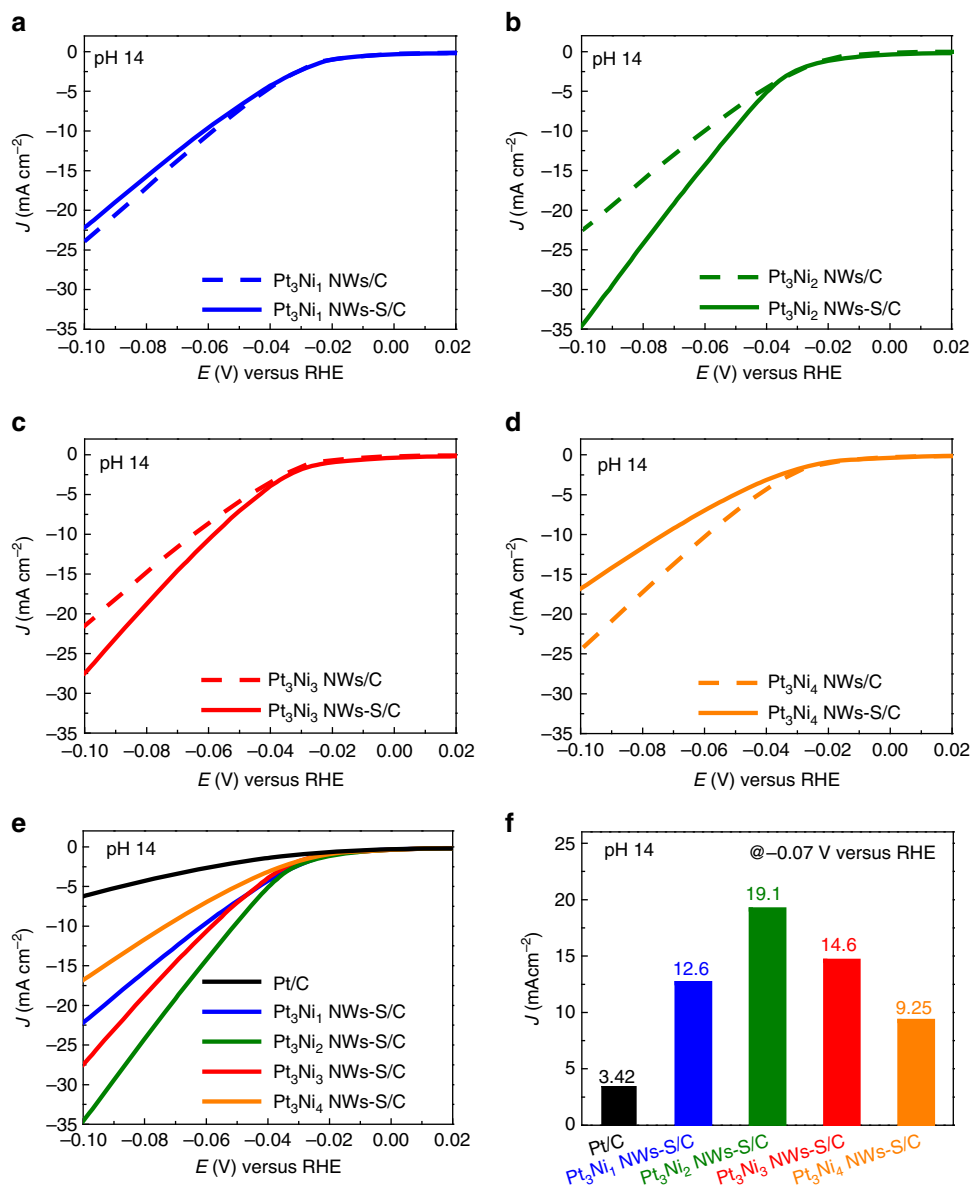 a
pH 14
0
–5
–10
–15
–20
–25
–30
–35
J (mA cm⁻²)
Pt₃Ni₁ NWs/C
Pt₃Ni₁ NWs-S/C
–0.10 –0.08 –0.06 –0.04 –0.02 0.00 0.02
E (V) versus RHE
b
pH 14
0
–5
–10
–15
–20
–25
–30
–35
J (mA cm⁻²)
Pt₃Ni₂ NWs/C
Pt₃Ni₂ NWs-S/C
–0.10 –0.08 –0.06 –0.04 –0.02 0.00 0.02
E (V) versus RHE
c
pH 14
0
–5
–10
–15
–20
–25
–30
–35
J (mA cm⁻²)
Pt₃Ni₃ NWs/C
Pt₃Ni₃ NWs-S/C
–0.10 –0.08 –0.06 –0.04 –0.02 0.00 0.02
E (V) versus RHE
d
pH 14
0
–5
–10
–15
–20
–25
–30
–35
J (mA cm⁻²)
Pt₃Ni₄ NWs/C
Pt₃Ni₄ NWs-S/C
–0.10 –0.08 –0.06 –0.04 –0.02 0.00 0.02
E (V) versus RHE
e
pH 14
0
–5
–10
–15
–20
–25
–30
–35
J (mA cm⁻²)
Pt/C
Pt₃Ni₁ NWs-S/C
Pt₃Ni₂ NWs-S/C
Pt₃Ni₃ NWs-S/C
Pt₃Ni₄ NWs-S/C
–0.10 –0.08 –0.06 –0.04 –0.02 0.00 0.02
E (V) versus RHE
f
pH 14
@–0.07 V versus RHE
25
20
15
10
5
0
J (mAcm⁻²)
3.42
12.6
19.1
14.6
9.25
Pt/C
Pt₃Ni₁ NWs-S/C
Pt₃Ni₂ NWs-S/C
Pt₃Ni₃ NWs-S/C
Pt₃Ni₄ NWs-S/C